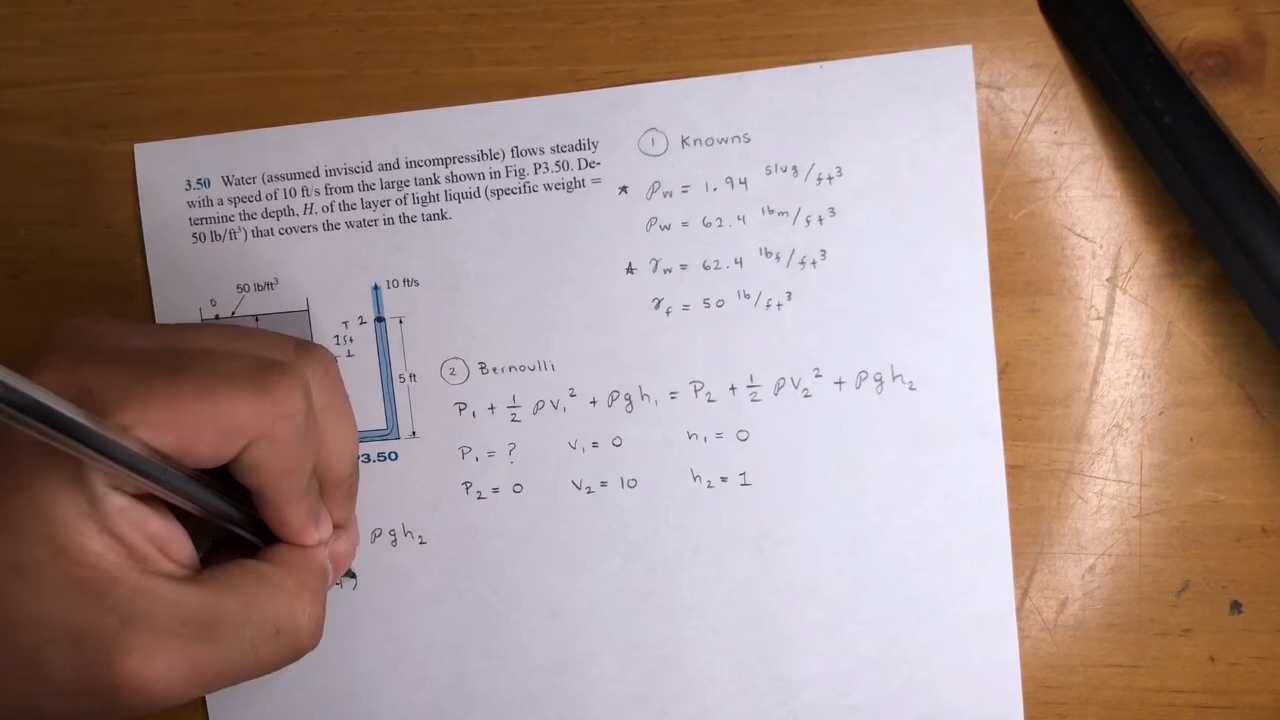 3.50 Water (assumed inviscid and incompressible) flows steadily
with a speed of 10 ft/s from the large tank shown in Fig. P3.50. De-
termine the depth, H, of the layer of light liquid (specific weight =
50 lb/ft³) that covers the water in the tank.
50 lb/ft³
10 ft/s
0
2
1ft
5 ft
P3.50
① Knowns
* ρw = 1.94 slug/ft³
ρw = 62.4 lbm/ft³
* γw = 62.4 lbf/ft³
γf = 50 lb/ft³
② Bernoulli
P₁ + ½ ρv₁² + ρgh₁ = P₂ + ½ ρv₂² + ρgh₂
P₁ = ? v₁ = 0 h₁ = 0
P₂ = 0 v₂ = 10 h₂ = 1
ρgh₂